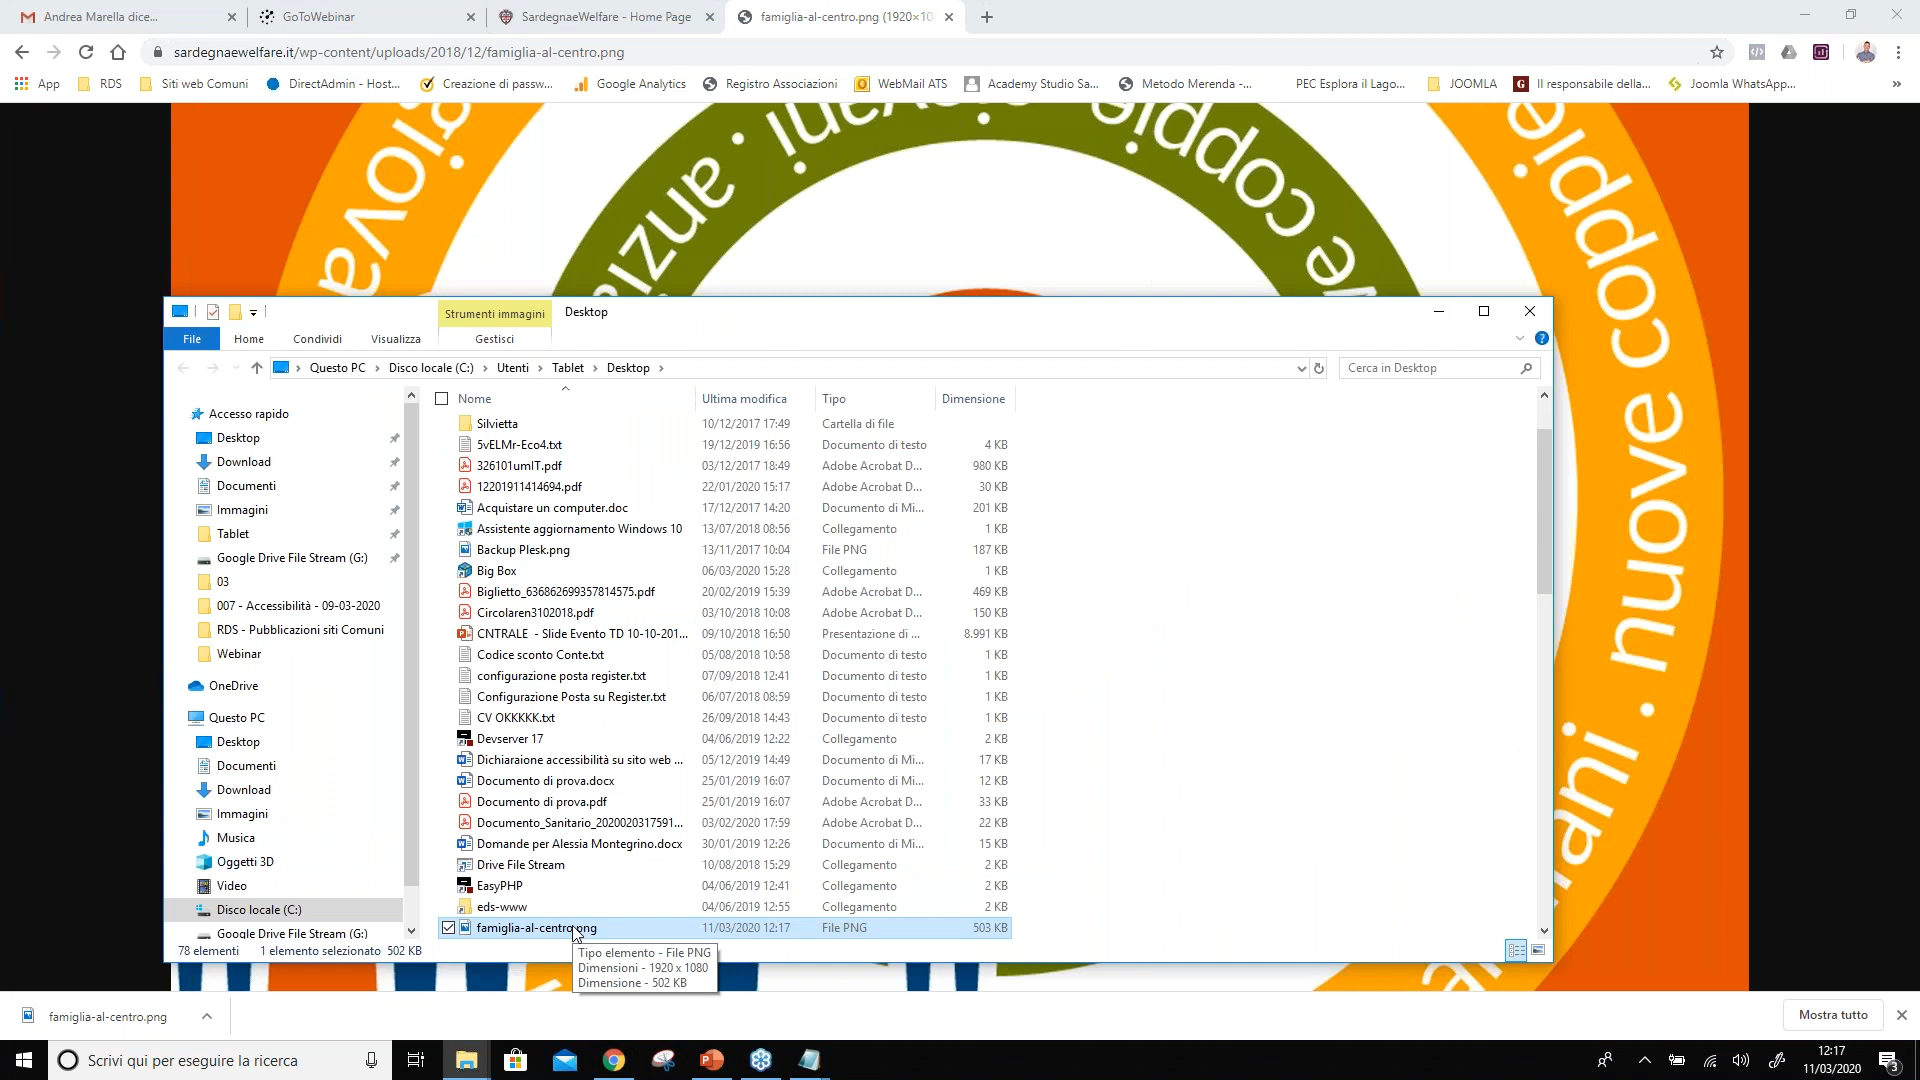 Andrea Marella dice...
GoToWebinar
SardegnaeWelfare - Home Page
famiglia-al-centro.png (1920×10
sardegnaewelfare.it/wp-content/uploads/2018/12/famiglia-al-centro.png
App
RDS
Siti web Comuni
DirectAdmin - Host...
Creazione di passw...
Google Analytics
Registro Associazioni
WebMail ATS
Academy Studio Sa...
Metodo Merenda -...
PEC Esplora il Lago...
JOOMLA
Il responsabile della...
Joomla WhatsApp...
»
nuove coppie
Strumenti immagini
Desktop
File
Home
Condividi
Visualizza
Gestisci
Questo PC > Disco locale (C:) > Utenti > Tablet > Desktop >
Cerca in Desktop
Accesso rapido
Desktop
Download
Documenti
Immagini
Tablet
Google Drive File Stream (G:)
03
007 - Accessibilità - 09-03-2020
RDS - Pubblicazioni siti Comuni
Webinar
OneDrive
Questo PC
Desktop
Documenti
Download
Immagini
Musica
Oggetti 3D
Video
Disco locale (C:)
Google Drive File Stream (G:)
Nome Ultima modifica Tipo Dimensione
Silvietta 10/12/2017 17:49 Cartella di file
5vELMr-Eco4.txt 19/12/2019 16:56 Documento di testo 4 KB
326101umIT.pdf 03/12/2017 18:49 Adobe Acrobat D... 980 KB
12201911414694.pdf 22/01/2020 15:17 Adobe Acrobat D... 30 KB
Acquistare un computer.doc 17/12/2017 14:20 Documento di Mi... 201 KB
Assistente aggiornamento Windows 10 13/07/2018 08:56 Collegamento 1 KB
Backup Plesk.png 13/11/2017 10:04 File PNG 187 KB
Big Box 06/03/2020 15:28 Collegamento 1 KB
Biglietto_636862699357814575.pdf 20/02/2019 15:39 Adobe Acrobat D... 469 KB
Circolaren3102018.pdf 03/10/2018 10:08 Adobe Acrobat D... 150 KB
CNTRALE - Slide Evento TD 10-10-201... 09/10/2018 16:50 Presentazione di ... 8.991 KB
Codice sconto Conte.txt 05/08/2018 10:58 Documento di testo 1 KB
configurazione posta register.txt 07/09/2018 12:41 Documento di testo 1 KB
Configurazione Posta su Register.txt 06/07/2018 08:59 Documento di testo 1 KB
CV OKKKKK.txt 26/09/2018 14:43 Documento di testo 1 KB
Devserver 17 04/06/2019 12:22 Collegamento 2 KB
Dichiaraione accessibilità su sito web ... 05/12/2019 14:49 Documento di Mi... 17 KB
Documento di prova.docx 25/01/2019 16:07 Documento di Mi... 12 KB
Documento di prova.pdf 25/01/2019 16:07 Adobe Acrobat D... 33 KB
Documento_Sanitario_2020020317591... 03/02/2020 17:59 Adobe Acrobat D... 22 KB
Domande per Alessia Montegrino.docx 30/01/2019 12:26 Documento di Mi... 15 KB
Drive File Stream 10/08/2018 15:29 Collegamento 2 KB
EasyPHP 04/06/2019 12:41 Collegamento 2 KB
eds-www 04/06/2019 12:55 Collegamento 2 KB
famiglia-al-centro.png 11/03/2020 12:17 File PNG 503 KB
78 elementi 1 elemento selezionato 502 KB
Tipo elemento - File PNG
Dimensioni - 1920 x 1080
Dimensione - 502 KB
famiglia-al-centro.png
Mostra tutto
Scrivi qui per eseguire la ricerca
12:17
11/03/2020
3